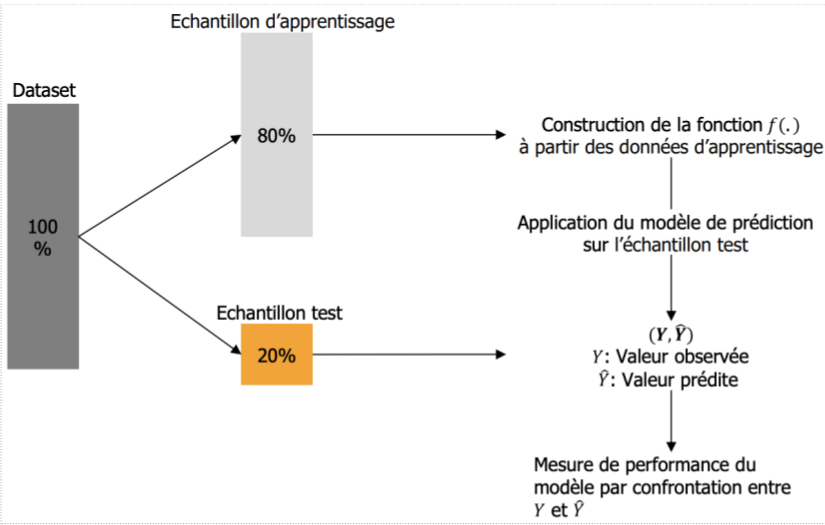 Echantillon d'apprentissage
Dataset
80%
Construction de la fonction f(.)
à partir des données d'apprentissage
100
%
Application du modèle de prédiction
sur l'échantillon test
Echantillon test
20%
(Y,Ŷ)
Y: Valeur observée
Ŷ: Valeur prédite
Mesure de performance du
modèle par confrontation entre
Y et Ŷ